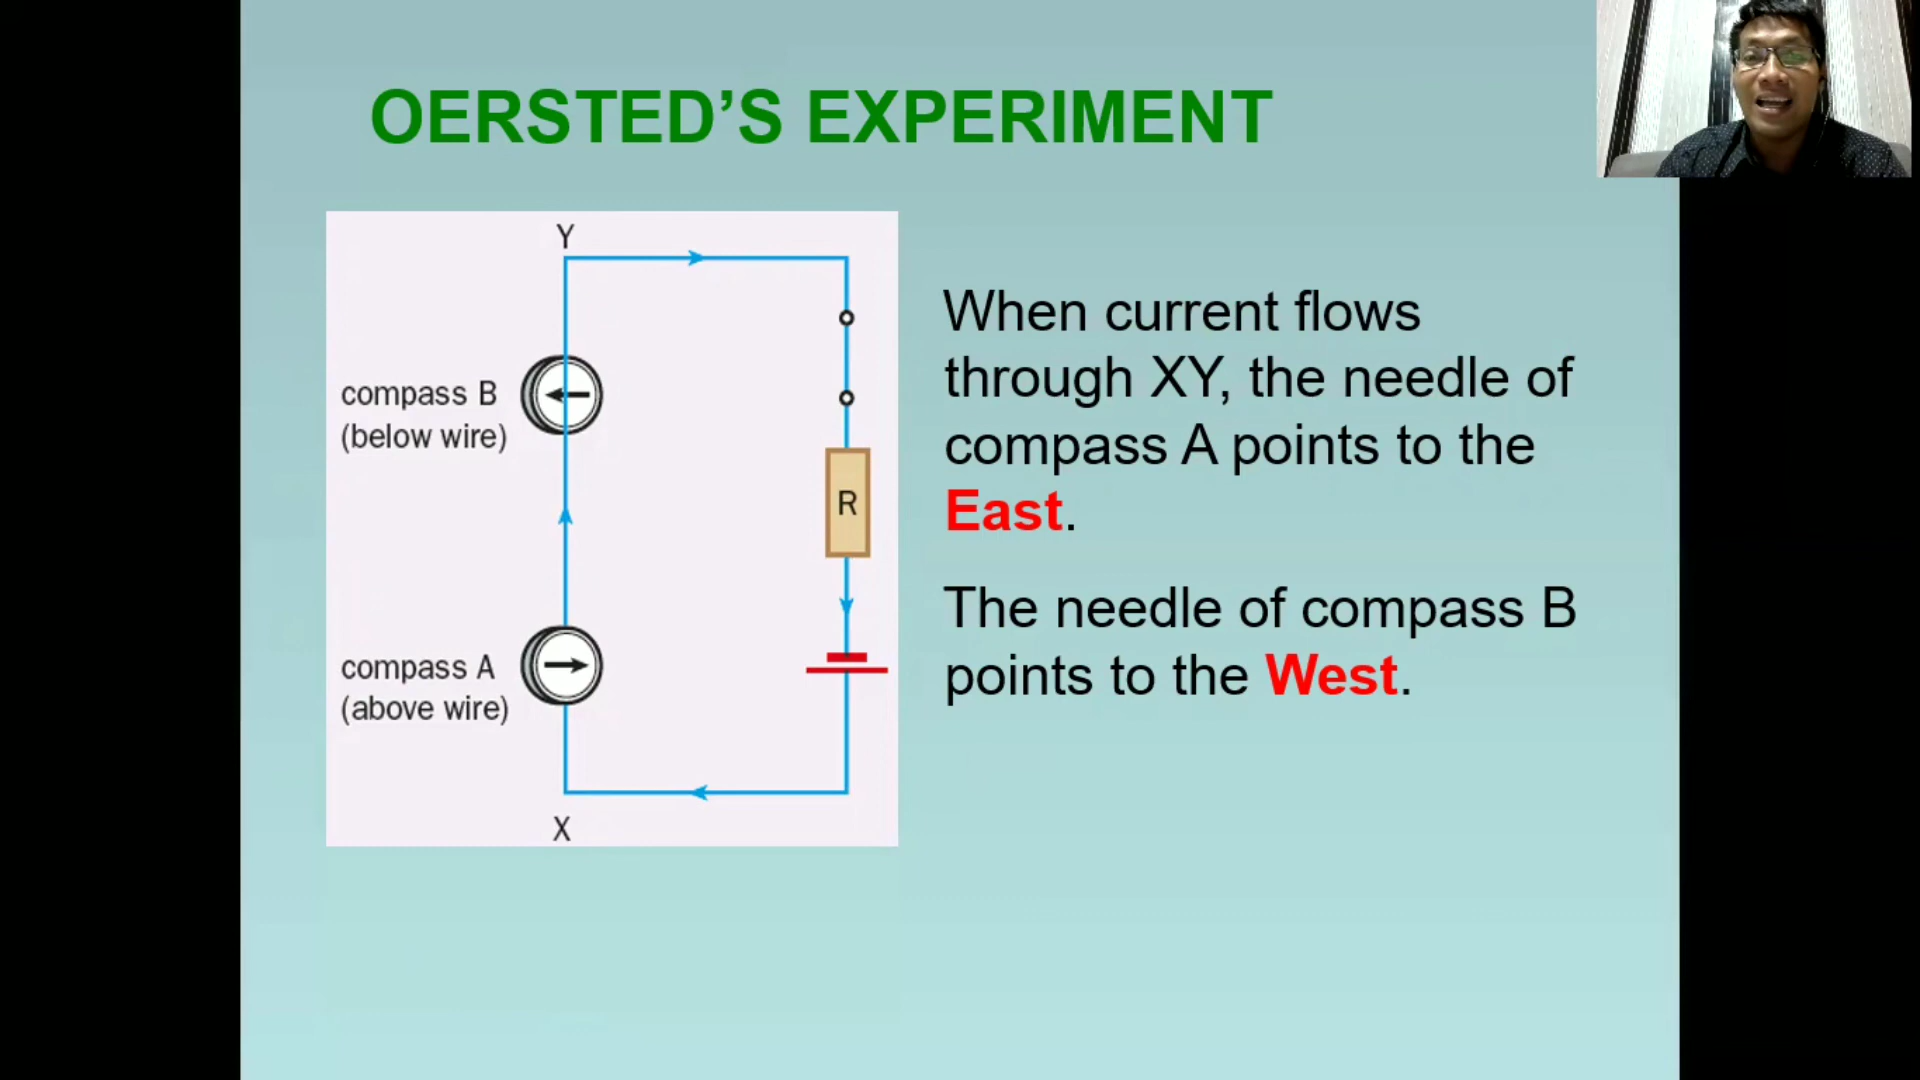 OERSTED’S EXPERIMENT
Y
compass B
(below wire)
R
compass A
(above wire)
X
When current flows
through XY, the needle of
compass A points to the
East.
The needle of compass B
points to the West.